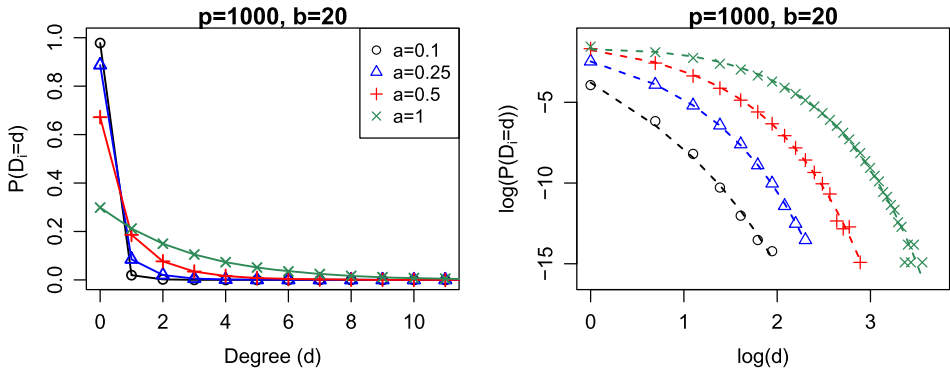 p=1000, b=20
P(Dᵢ=d)
1.0
0.8
0.6
0.4
0.2
0.0
a=0.1
a=0.25
a=0.5
a=1
0 2 4 6 8 10
Degree (d)
p=1000, b=20
log(P(Dᵢ=d))
−5
−10
−15
0 1 2 3
log(d)